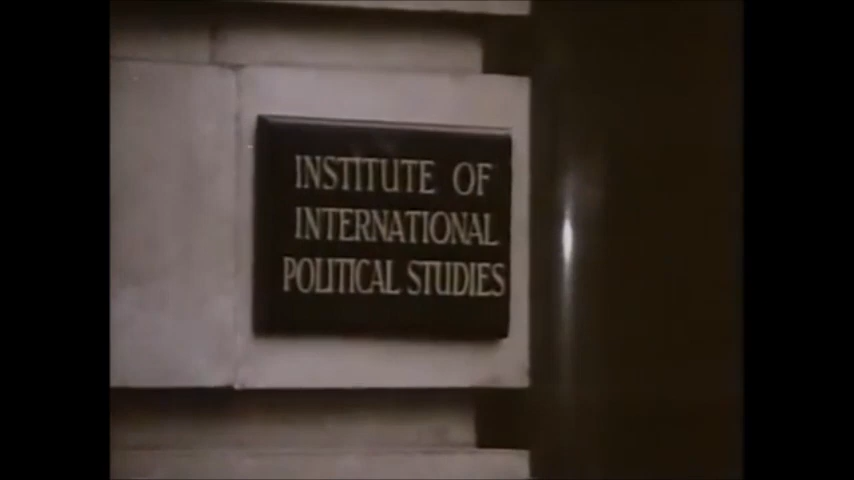 INSTITUTE OF
INTERNATIONAL
POLITICAL STUDIES